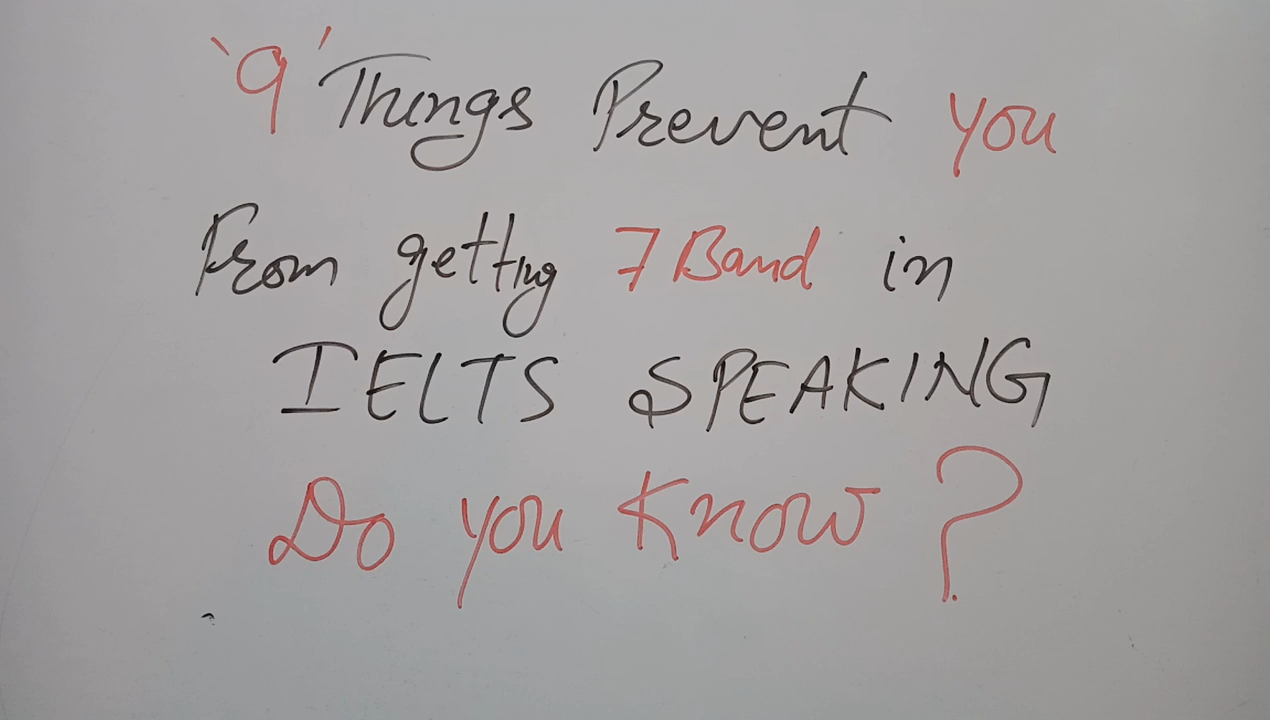 '9' Things Prevent you
From getting 7 Band in
IELTS SPEAKING
Do you Know?